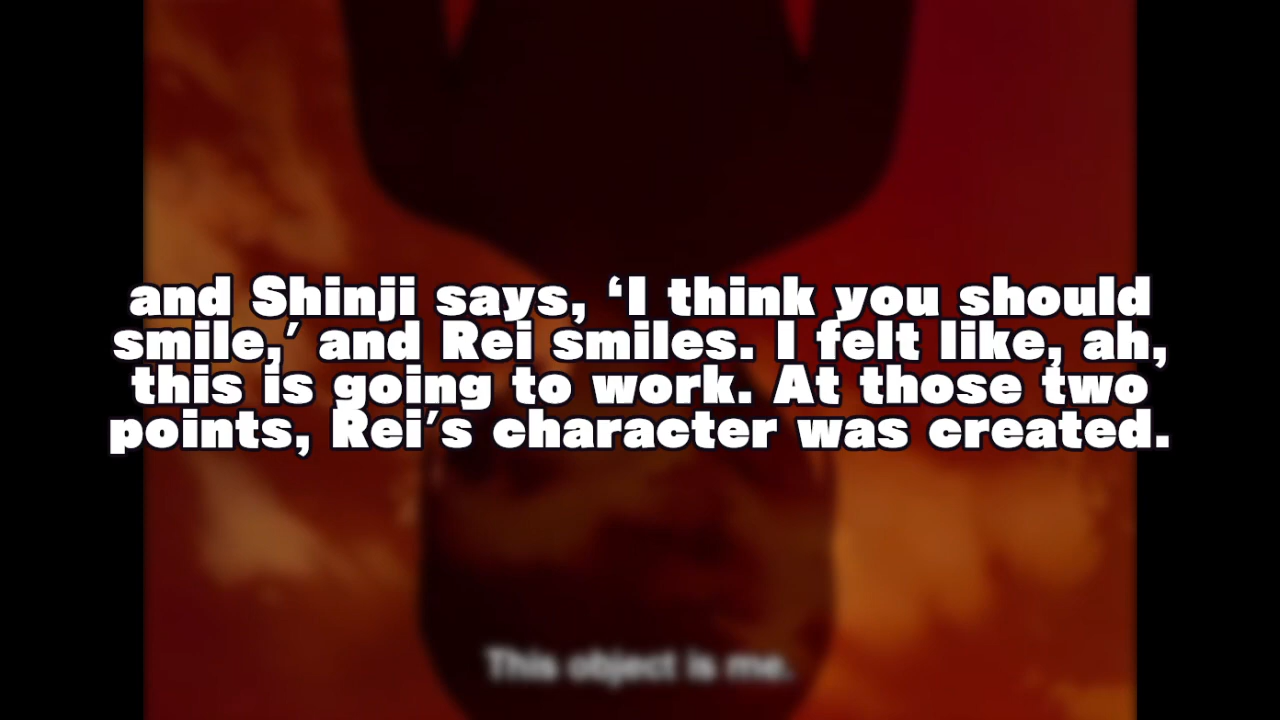 and Shinji says, ‘I think you should
smile,’ and Rei smiles. I felt like, ah,
this is going to work. At those two
points, Rei's character was created.
This object is me.